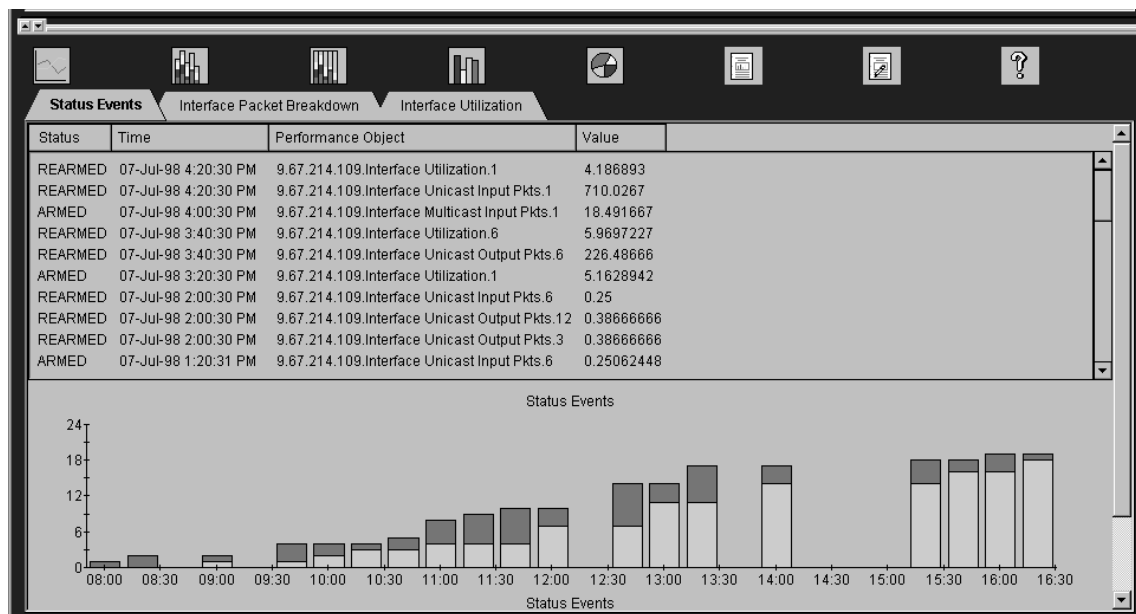 Status Events Interface Packet Breakdown Interface Utilization
Status Time Performance Object Value
REARMED 07-Jul-98 4:20:30 PM 9.67.214.109.Interface Utilization.1 4.186893
REARMED 07-Jul-98 4:20:30 PM 9.67.214.109.Interface Unicast Input Pkts.1 710.0267
ARMED 07-Jul-98 4:00:30 PM 9.67.214.109.Interface Multicast Input Pkts.1 18.491667
REARMED 07-Jul-98 3:40:30 PM 9.67.214.109.Interface Utilization.6 5.9697227
REARMED 07-Jul-98 3:40:30 PM 9.67.214.109.Interface Unicast Output Pkts.6 226.48666
ARMED 07-Jul-98 3:20:30 PM 9.67.214.109.Interface Utilization.1 5.1628942
REARMED 07-Jul-98 2:00:30 PM 9.67.214.109.Interface Unicast Input Pkts.6 0.25
REARMED 07-Jul-98 2:00:30 PM 9.67.214.109.Interface Unicast Output Pkts.12 0.38666666
REARMED 07-Jul-98 2:00:30 PM 9.67.214.109.Interface Unicast Output Pkts.3 0.38666666
ARMED 07-Jul-98 1:20:31 PM 9.67.214.109.Interface Unicast Input Pkts.6 0.25062448
Status Events
24
18
12
6
0
08:00 08:30 09:00 09:30 10:00 10:30 11:00 11:30 12:00 12:30 13:00 13:30 14:00 14:30 15:00 15:30 16:00 16:30
Status Events